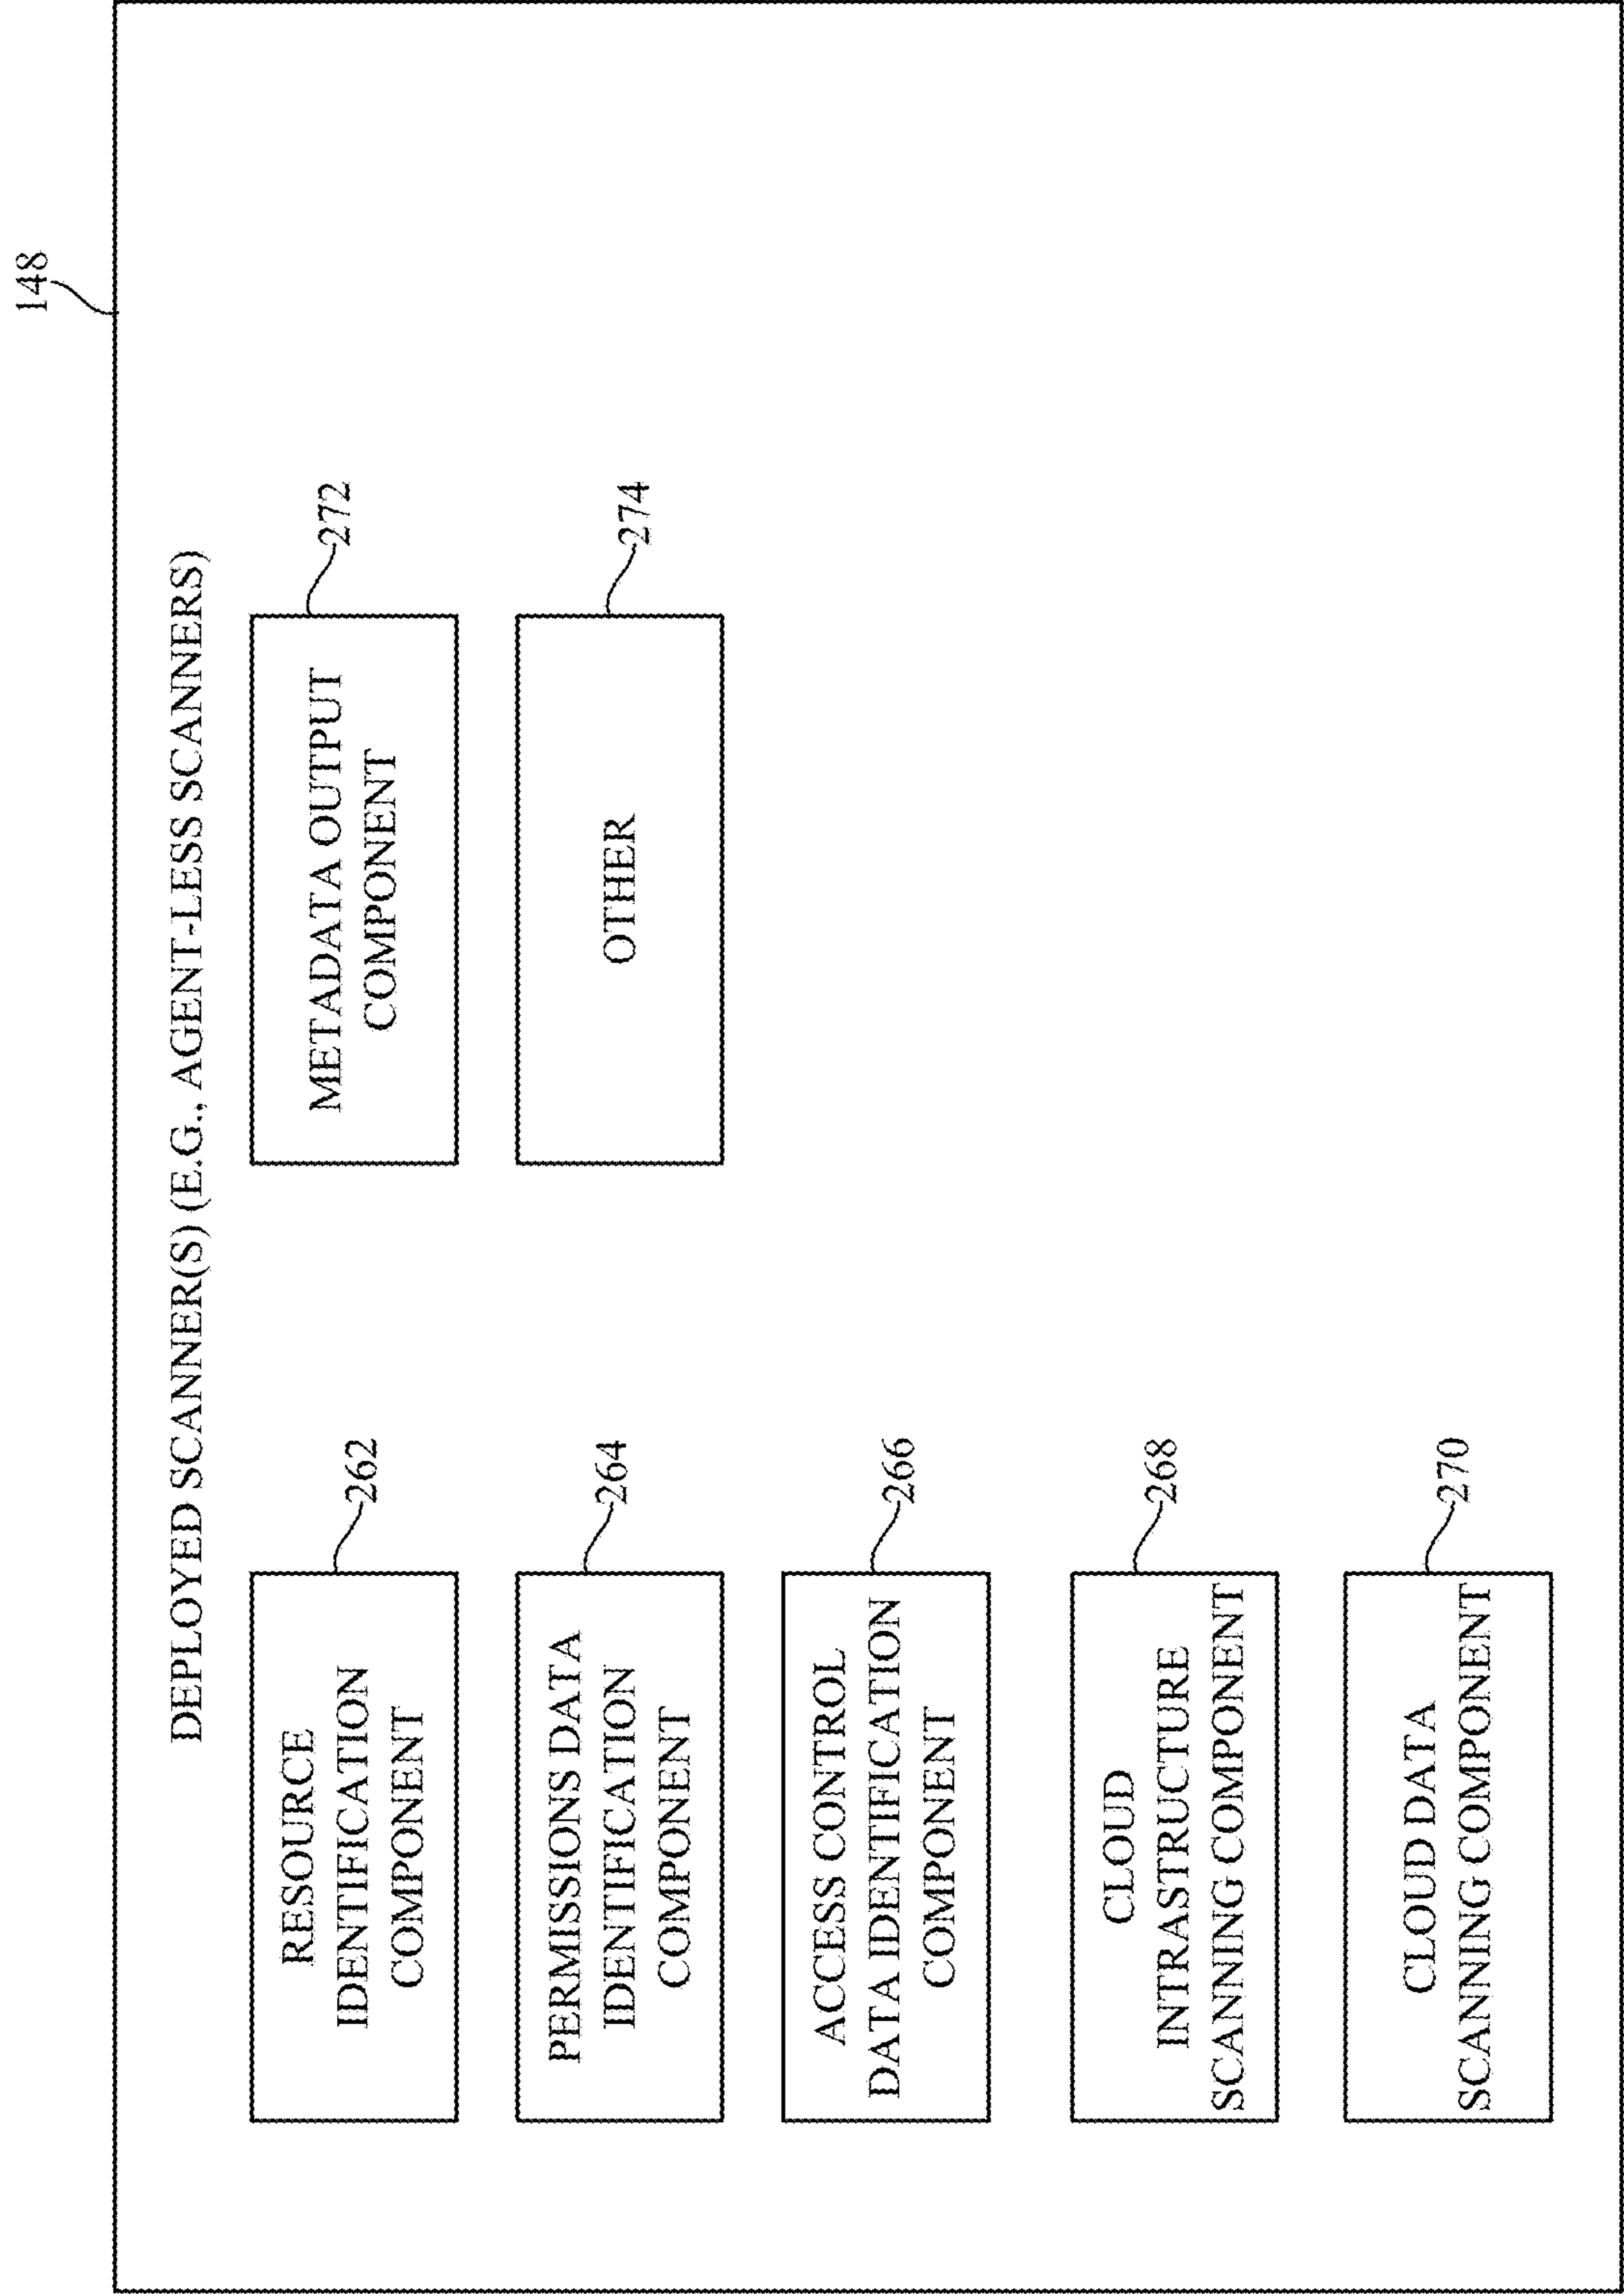 148
DEPLOYED SCANNER(S) (E.G., AGENT-LESS SCANNERS)
RESOURCE
IDENTIFICATION
COMPONENT
262
PERMISSIONS DATA
IDENTIFICATION
COMPONENT
264
ACCESS CONTROL
DATA IDENTIFICATION
COMPONENT
266
CLOUD
INTRASTRUCTURE
SCANNING COMPONENT
268
CLOUD DATA
SCANNING COMPONENT
270
METADATA OUTPUT
COMPONENT
272
OTHER
274